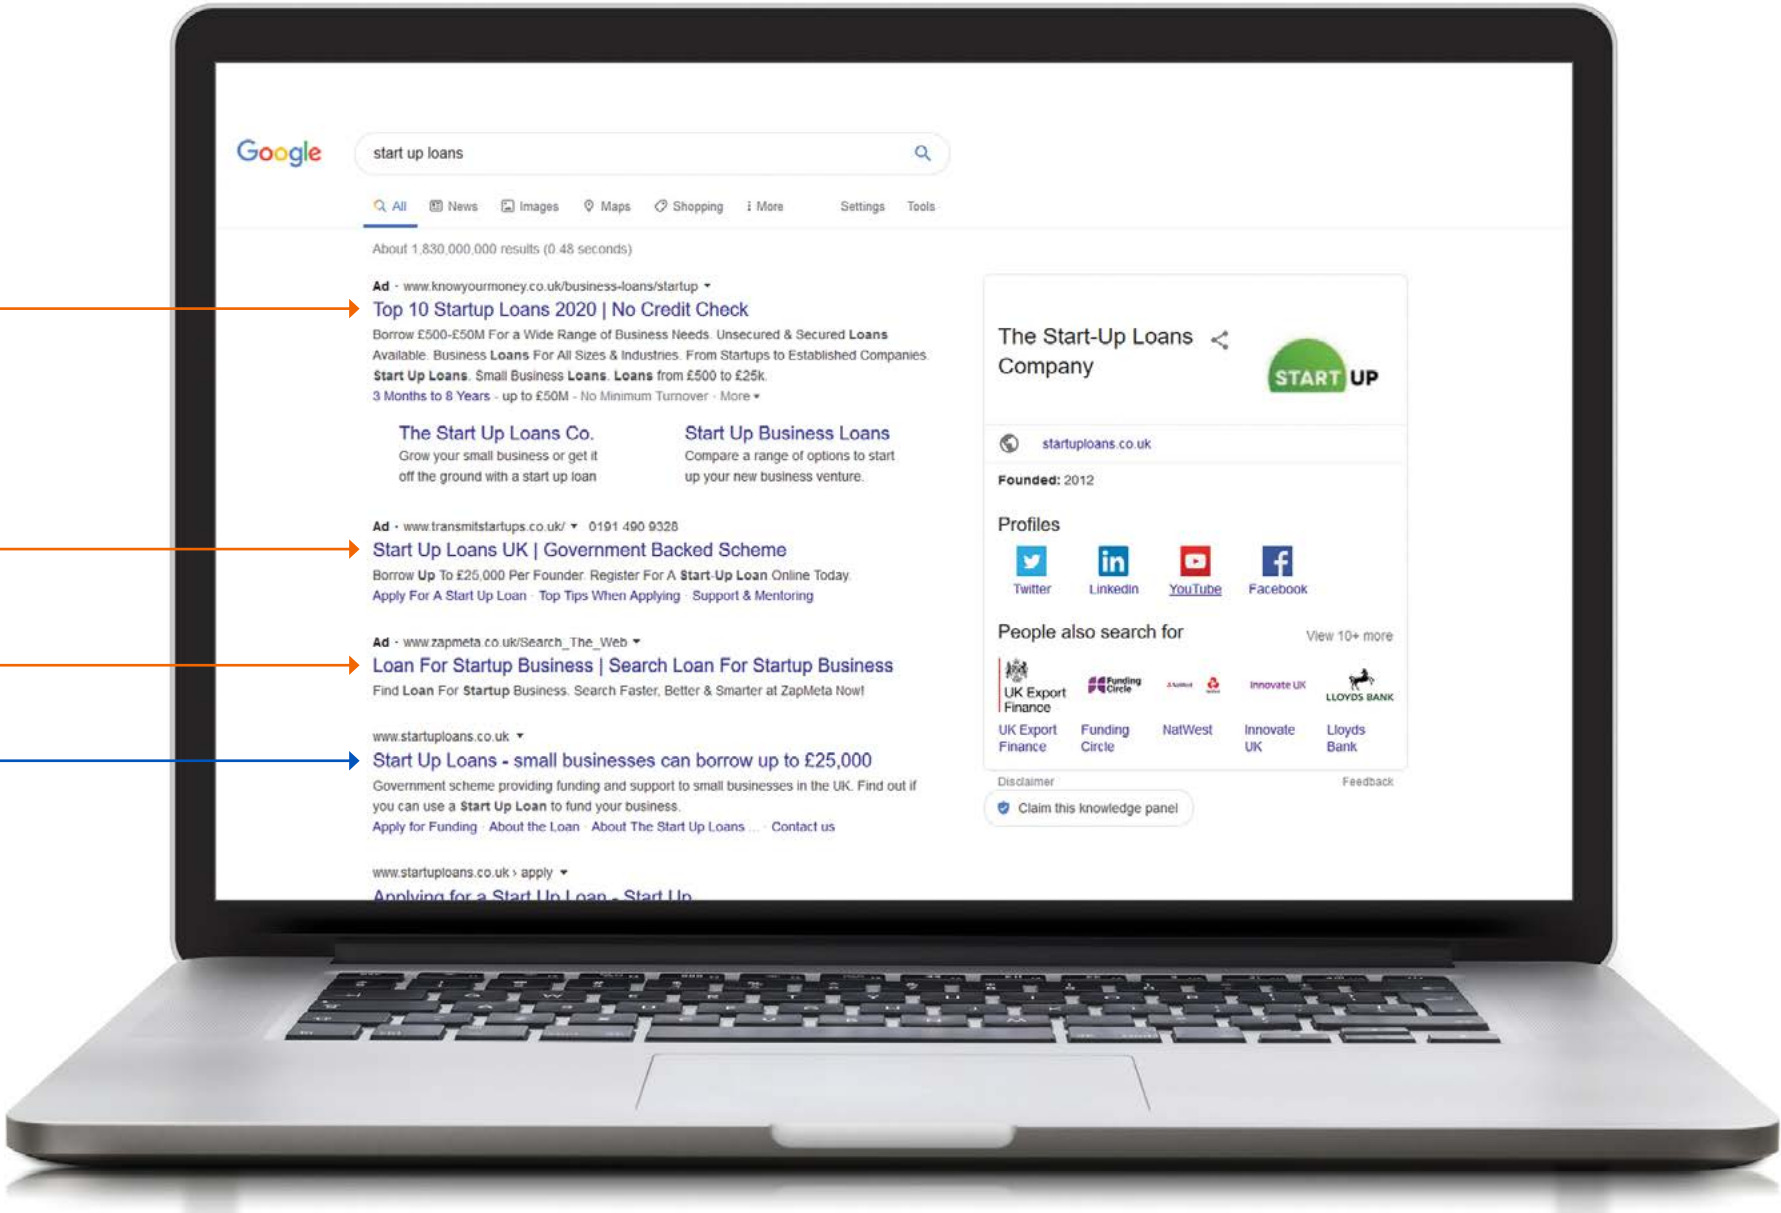 Google
start up loans
All News Images Maps Shopping More Settings Tools
About 1,830,000,000 results (0.48 seconds)
Ad · www.knowyourmoney.co.uk/business-loans/startup
Top 10 Startup Loans 2020 | No Credit Check
Borrow £500-£50M For a Wide Range of Business Needs. Unsecured & Secured Loans
Available. Business Loans For All Sizes & Industries. From Startups to Established Companies.
Start Up Loans. Small Business Loans. Loans from £500 to £25k.
3 Months to 8 Years - up to £50M - No Minimum Turnover · More
The Start Up Loans Co.
Grow your small business or get it
off the ground with a start up loan
Start Up Business Loans
Compare a range of options to start
up your new business venture.
Ad · www.transmitstartups.co.uk/ 0191 490 9328
Start Up Loans UK | Government Backed Scheme
Borrow Up To £25,000 Per Founder. Register For A Start-Up Loan Online Today.
Apply For A Start Up Loan · Top Tips When Applying · Support & Mentoring
Ad · www.zapmeta.co.uk/Search_The_Web
Loan For Startup Business | Search Loan For Startup Business
Find Loan For Startup Business. Search Faster, Better & Smarter at ZapMeta Now!
www.startuploans.co.uk
Start Up Loans - small businesses can borrow up to £25,000
Government scheme providing funding and support to small businesses in the UK. Find out if
you can use a Start Up Loan to fund your business.
Apply for Funding · About the Loan · About The Start Up Loans ... · Contact us
www.startuploans.co.uk › apply
Applying for a Start Up Loan - Start Up
The Start-Up Loans
Company
START UP
startuploans.co.uk
Founded: 2012
Profiles
Twitter LinkedIn YouTube Facebook
People also search for View 10+ more
UK Export
Finance
Funding
Circle
NatWest
Innovate UK
LLOYDS BANK
UK Export Funding NatWest Innovate Lloyds
Finance Circle UK Bank
Disclaimer Feedback
Claim this knowledge panel